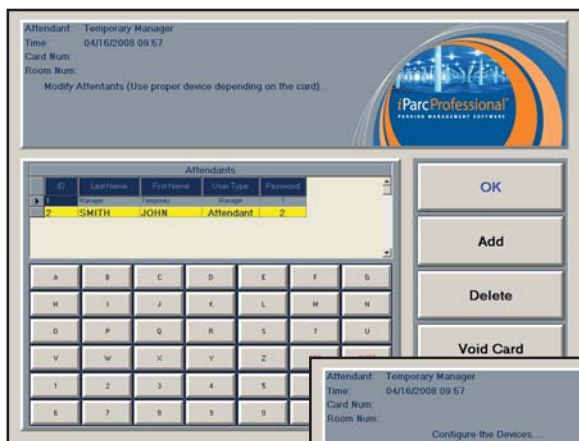 Attendant: Temporary Manager
Time: 04/16/2008 09:57
Card Num:
Room Num:
Modify Attentants (Use proper device depending on the card)...
iParcProfessional™
PARKING MANAGEMENT SOFTWARE
Attendants
ID Last Name First Name User Type Password
1 Manager Temporary Manager 1
2 SMITH JOHN Attendant 2
A B C D E F G
H I J K L M N
O P Q R S T U
V W X Y Z
1 2 3 4 5
6 7 8 9 0
OK
Add
Delete
Void Card
Attendant: Temporary Manager
Time: 04/16/2008 09:57
Card Num:
Room Num:
Configure the Devices....